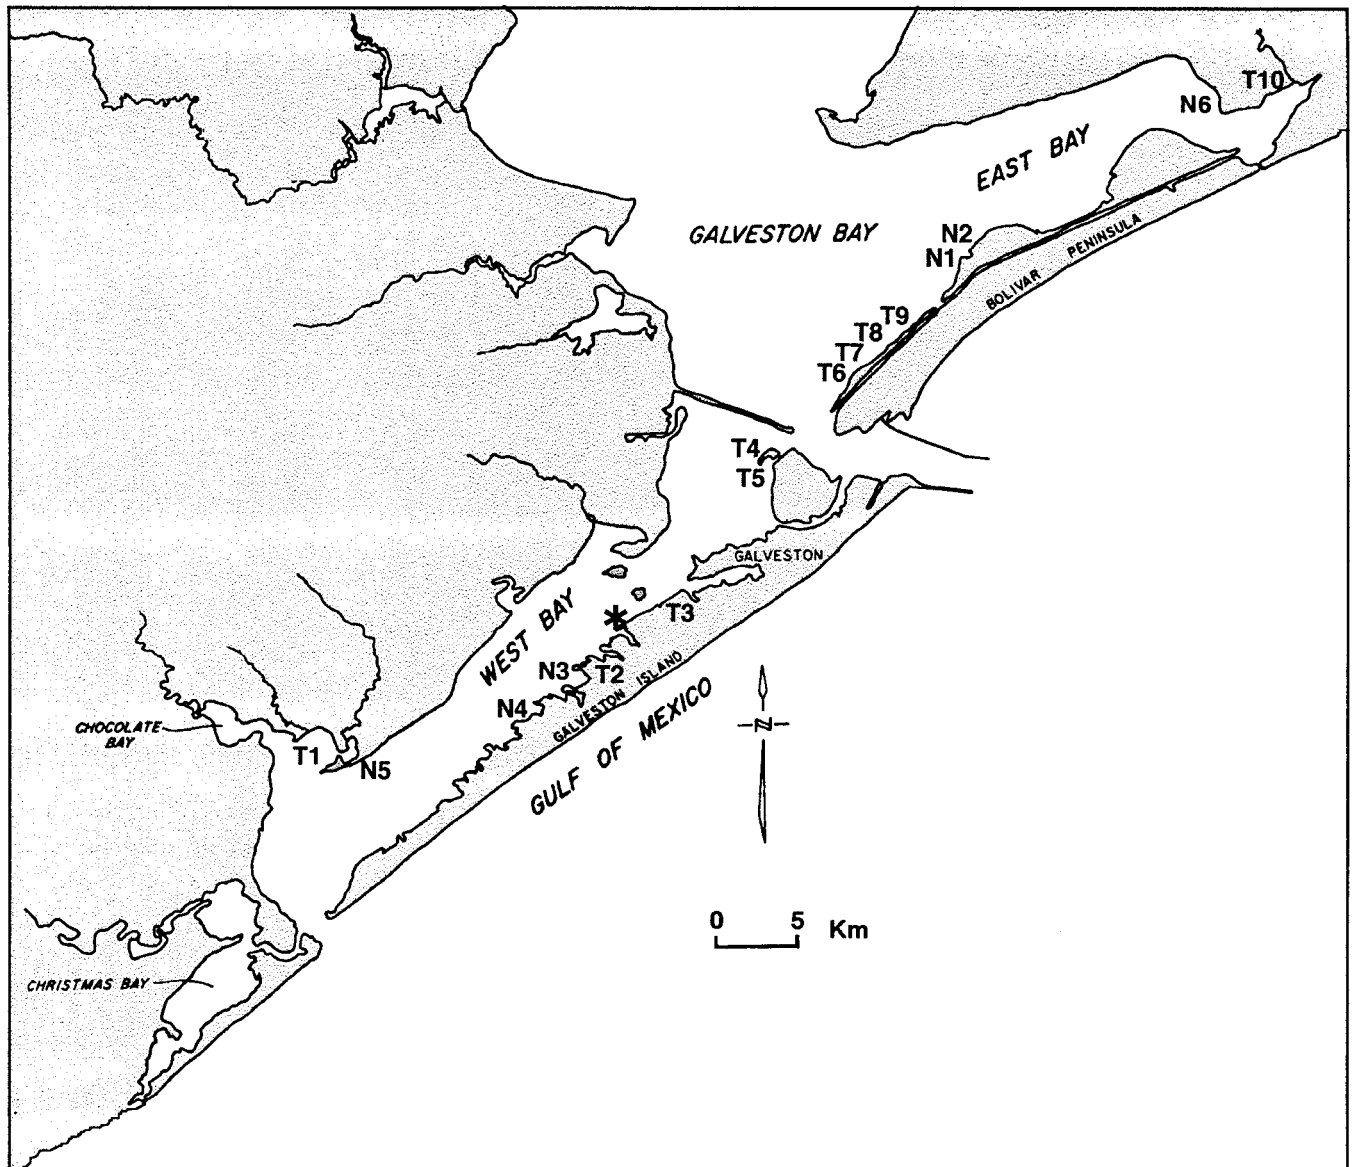 T10
N6
EAST BAY
GALVESTON BAY
N2
N1
BOLIVAR PENINSULA
T9
T8
T7
T6
T4
T5
GALVESTON
*
T3
WEST BAY
N3
T2
N4
GALVESTON ISLAND
GULF OF MEXICO
N
CHOCOLATE
BAY
T1
N5
0 5 Km
CHRISTMAS BAY